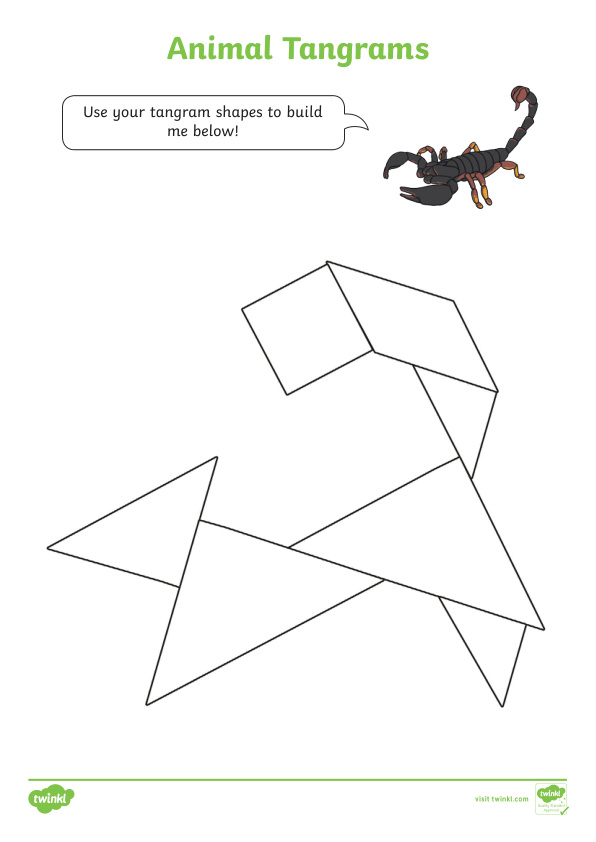 Animal Tangrams
Use your tangram shapes to build
me below!
twinkl
visit twinkl.com
twinkl
Quality Standard
Approved